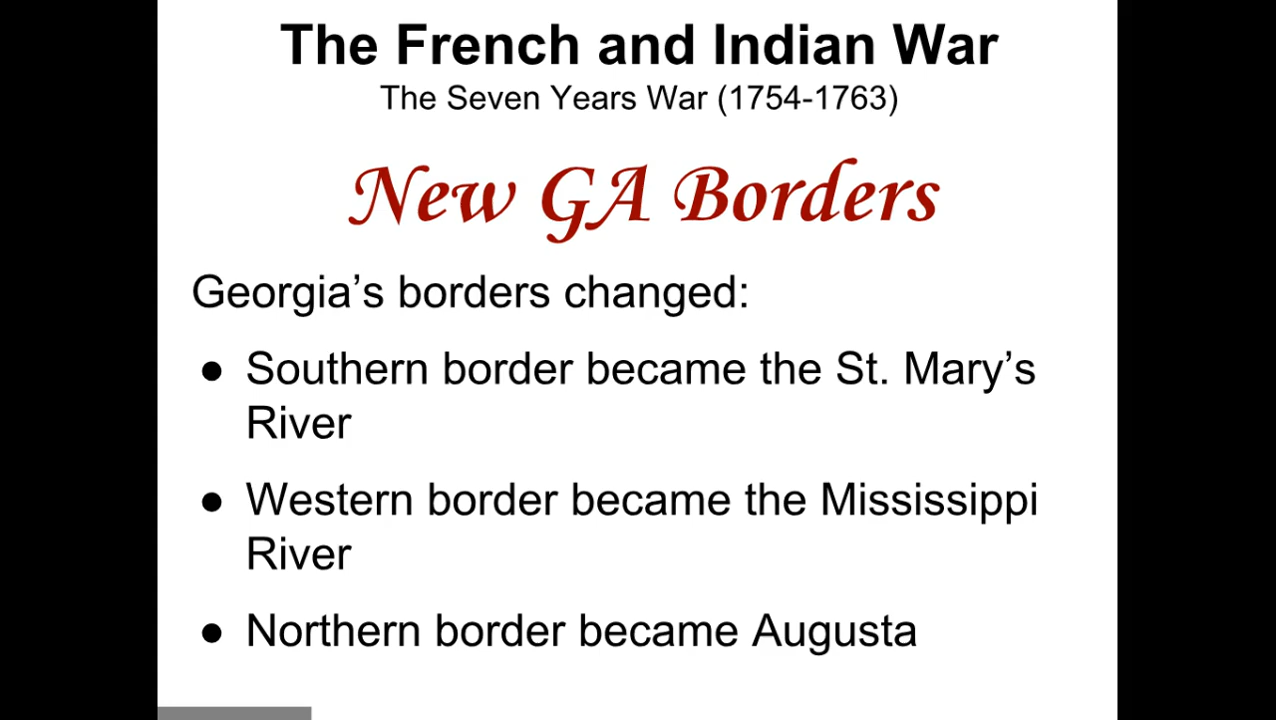 The French and Indian War
The Seven Years War (1754-1763)
New GA Borders
Georgia’s borders changed:
● Southern border became the St. Mary’s
River
● Western border became the Mississippi
River
● Northern border became Augusta